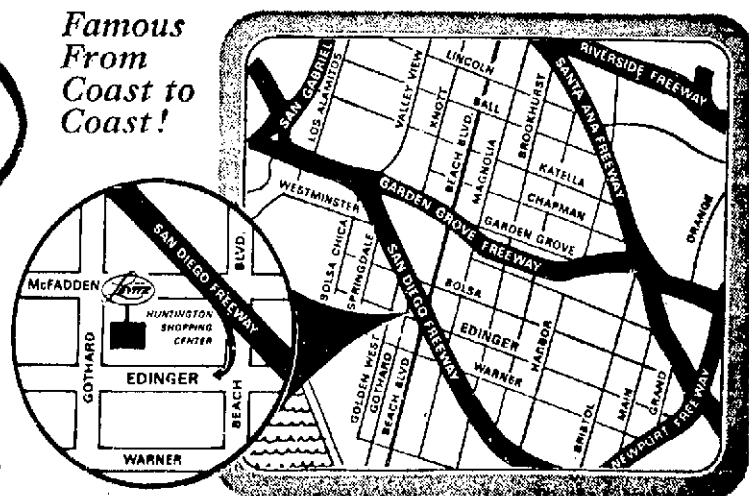 Famous
From
Coast to
Coast!
SAN GABRIEL
LOS ALAMITOS
VALLEY VIEW
KNOTT
BEACH BLVD.
MAGNOLIA
BROOKHURST
LINCOLN
BALL
KATELLA
CHAPMAN
GARDEN GROVE
SANTA ANA FREEWAY
RIVERSIDE FREEWAY
ORANGE
WESTMINSTER
GARDEN GROVE FREEWAY
BOLSA CHICA
SPRINGDALE
SAN DIEGO FREEWAY
BOLSA
EDINGER
WARNER
HARBOR
GOLDEN WEST
GOTHARD
BEACH BLVD.
BRISTOL
MAIN
GRAND
NEWPORT FREEWAY
SAN DIEGO FREEWAY
BLVD.
McFADDEN
Levitz
HUNTINGTON
SHOPPING
CENTER
GOTHARD
EDINGER
BEACH
WARNER